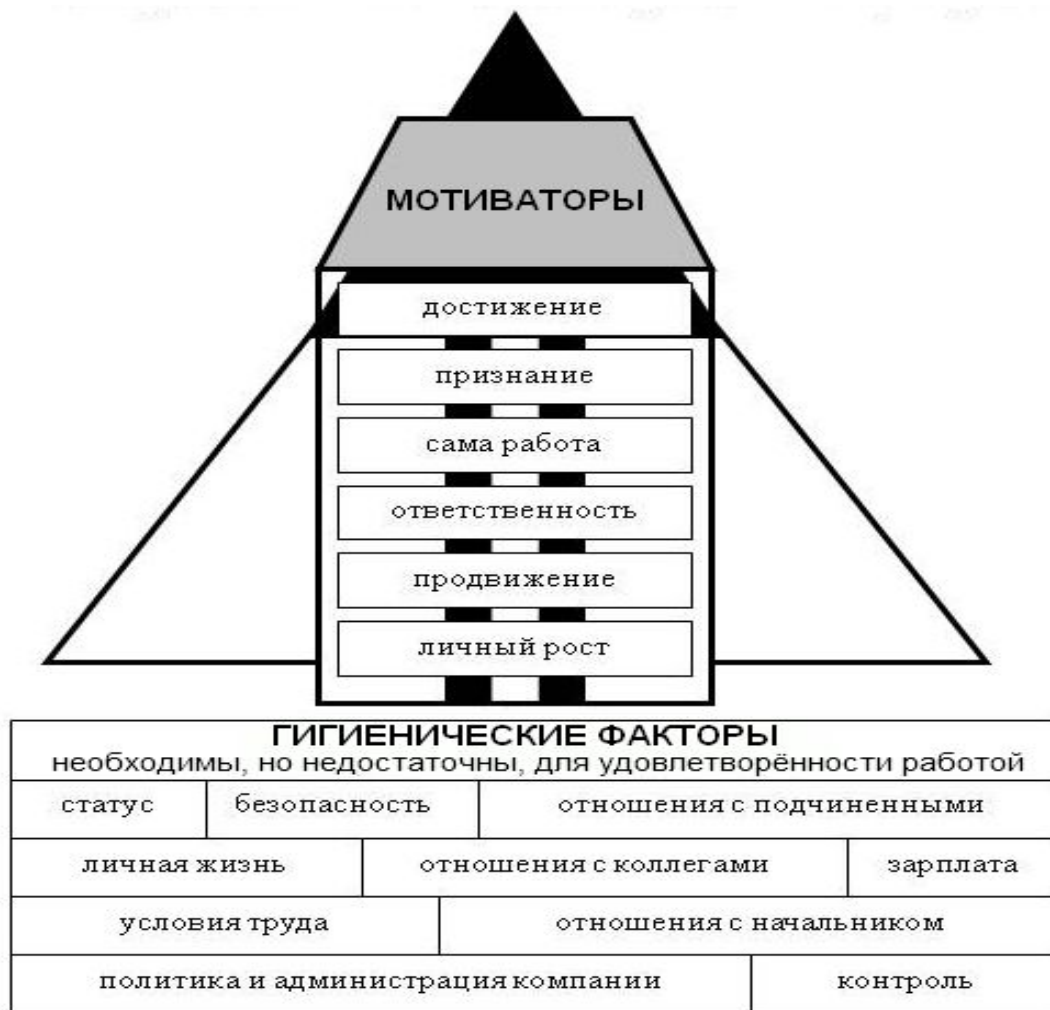 МОТИВАТОРЫ
достижение
признание
сама работа
ответственность
продвижение
личный рост
ГИГИЕНИЧЕСКИЕ ФАКТОРЫ
необходимы, но недостаточны, для удовлетворённости работой
статус безопасность отношения с подчиненными
личная жизнь отношения с коллегами зарплата
условия труда отношения с начальником
политика и администрация компании контроль